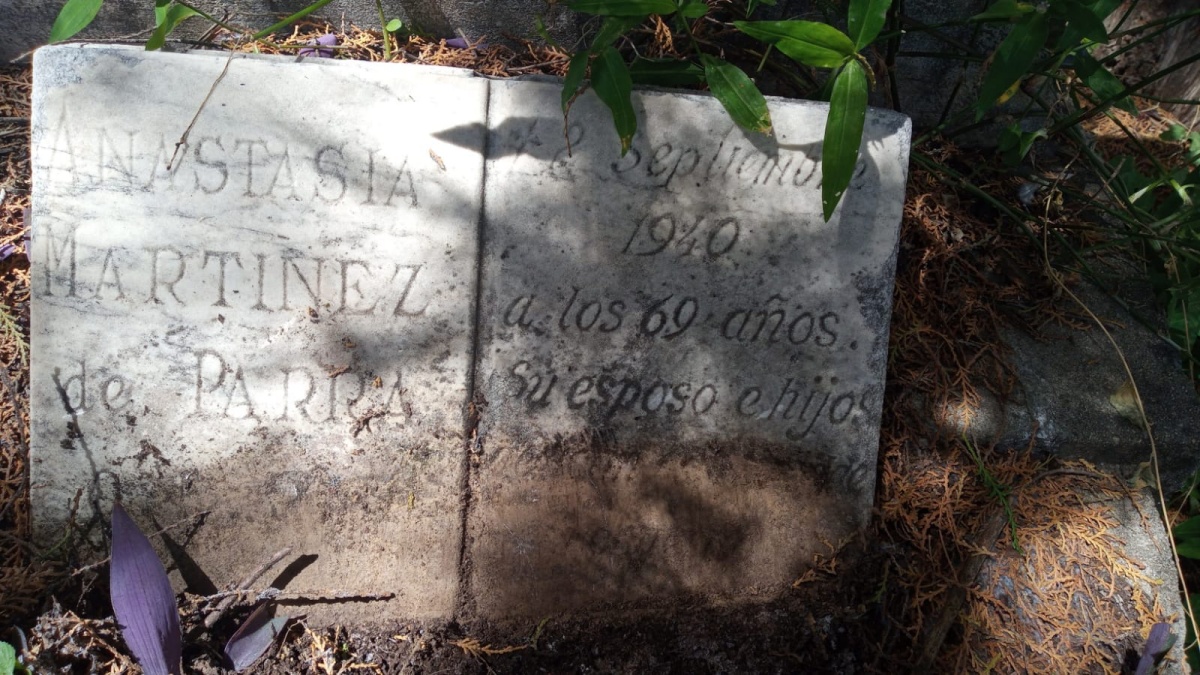 ANASTASIA
MARTINEZ
de PARRA
Septiembre
1940.
a los 69 años.
Su esposo e hijos